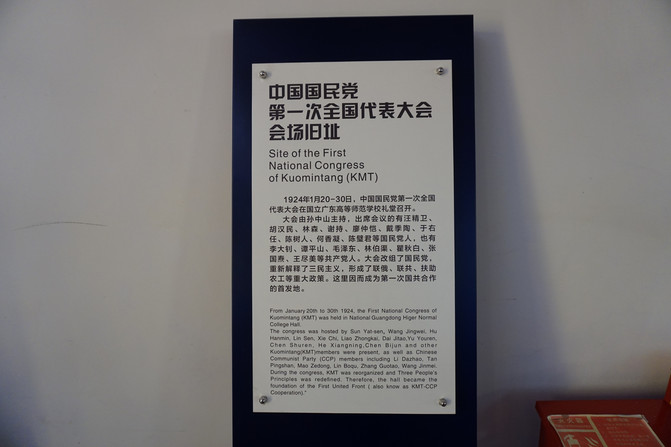 中国国民党
第一次全国代表大会
会场旧址
Site of the First
National Congress
of Kuomintang (KMT)
1924年1月20-30日，中国国民党第一次全国
代表大会在国立广东高等师范学校礼堂召开。
大会由孙中山主持，出席会议的有汪精卫、
胡汉民、林森、谢持、廖仲恺、戴季陶、于右
任、陈树人、何香凝、陈璧君等国民党人，也有
李大钊、谭平山、毛泽东、林伯渠、瞿秋白、张
国焘、王尽美等共产党人。大会改组了国民党，
重新解释了三民主义，形成了联俄、联共、扶助
农工等重大政策。这里因而成为第一次国共合作
的首发地。
From January 20th to 30th 1924, the First National Congress of
Kuomintang (KMT) was held in National Guangdong Higer Normal
College Hall.
The congress was hosted by Sun Yat-sen, Wang Jingwei, Hu
Hanmin, Lin Sen, Xie Chi, Liao Zhongkai, Dai Jitao,Yu Youren,
Chen Shuren, He Xiangning,Chen Bijun and other
Kuomintang(KMT)members were present, as well as Chinese
Communist Party (CCP) members including Li Dazhao, Tan
Pingshan, Mao Zedong, Lin Boqu, Zhang Guotao, Wang Jinmei.
During the congress, KMT was reorganized and Three People's
Principles was redefined. Therefore, the hall became the
foundation of the First United Front ( also know as KMT-CCP
Cooperation)."